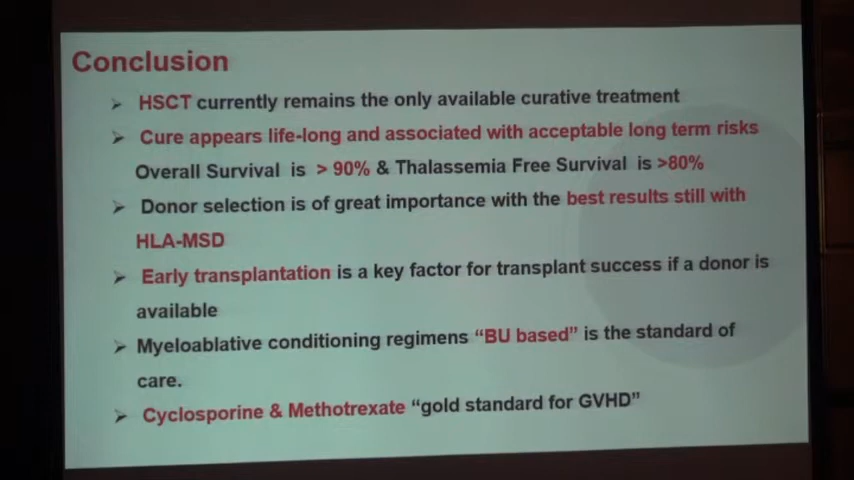 Conclusion
➢ HSCT currently remains the only available curative treatment
➢ Cure appears life-long and associated with acceptable long term risks
Overall Survival is > 90% & Thalassemia Free Survival is >80%
➢ Donor selection is of great importance with the best results still with
HLA-MSD
➢ Early transplantation is a key factor for transplant success if a donor is
available
➢ Myeloablative conditioning regimens “BU based” is the standard of
care.
➢ Cyclosporine & Methotrexate “gold standard for GVHD”